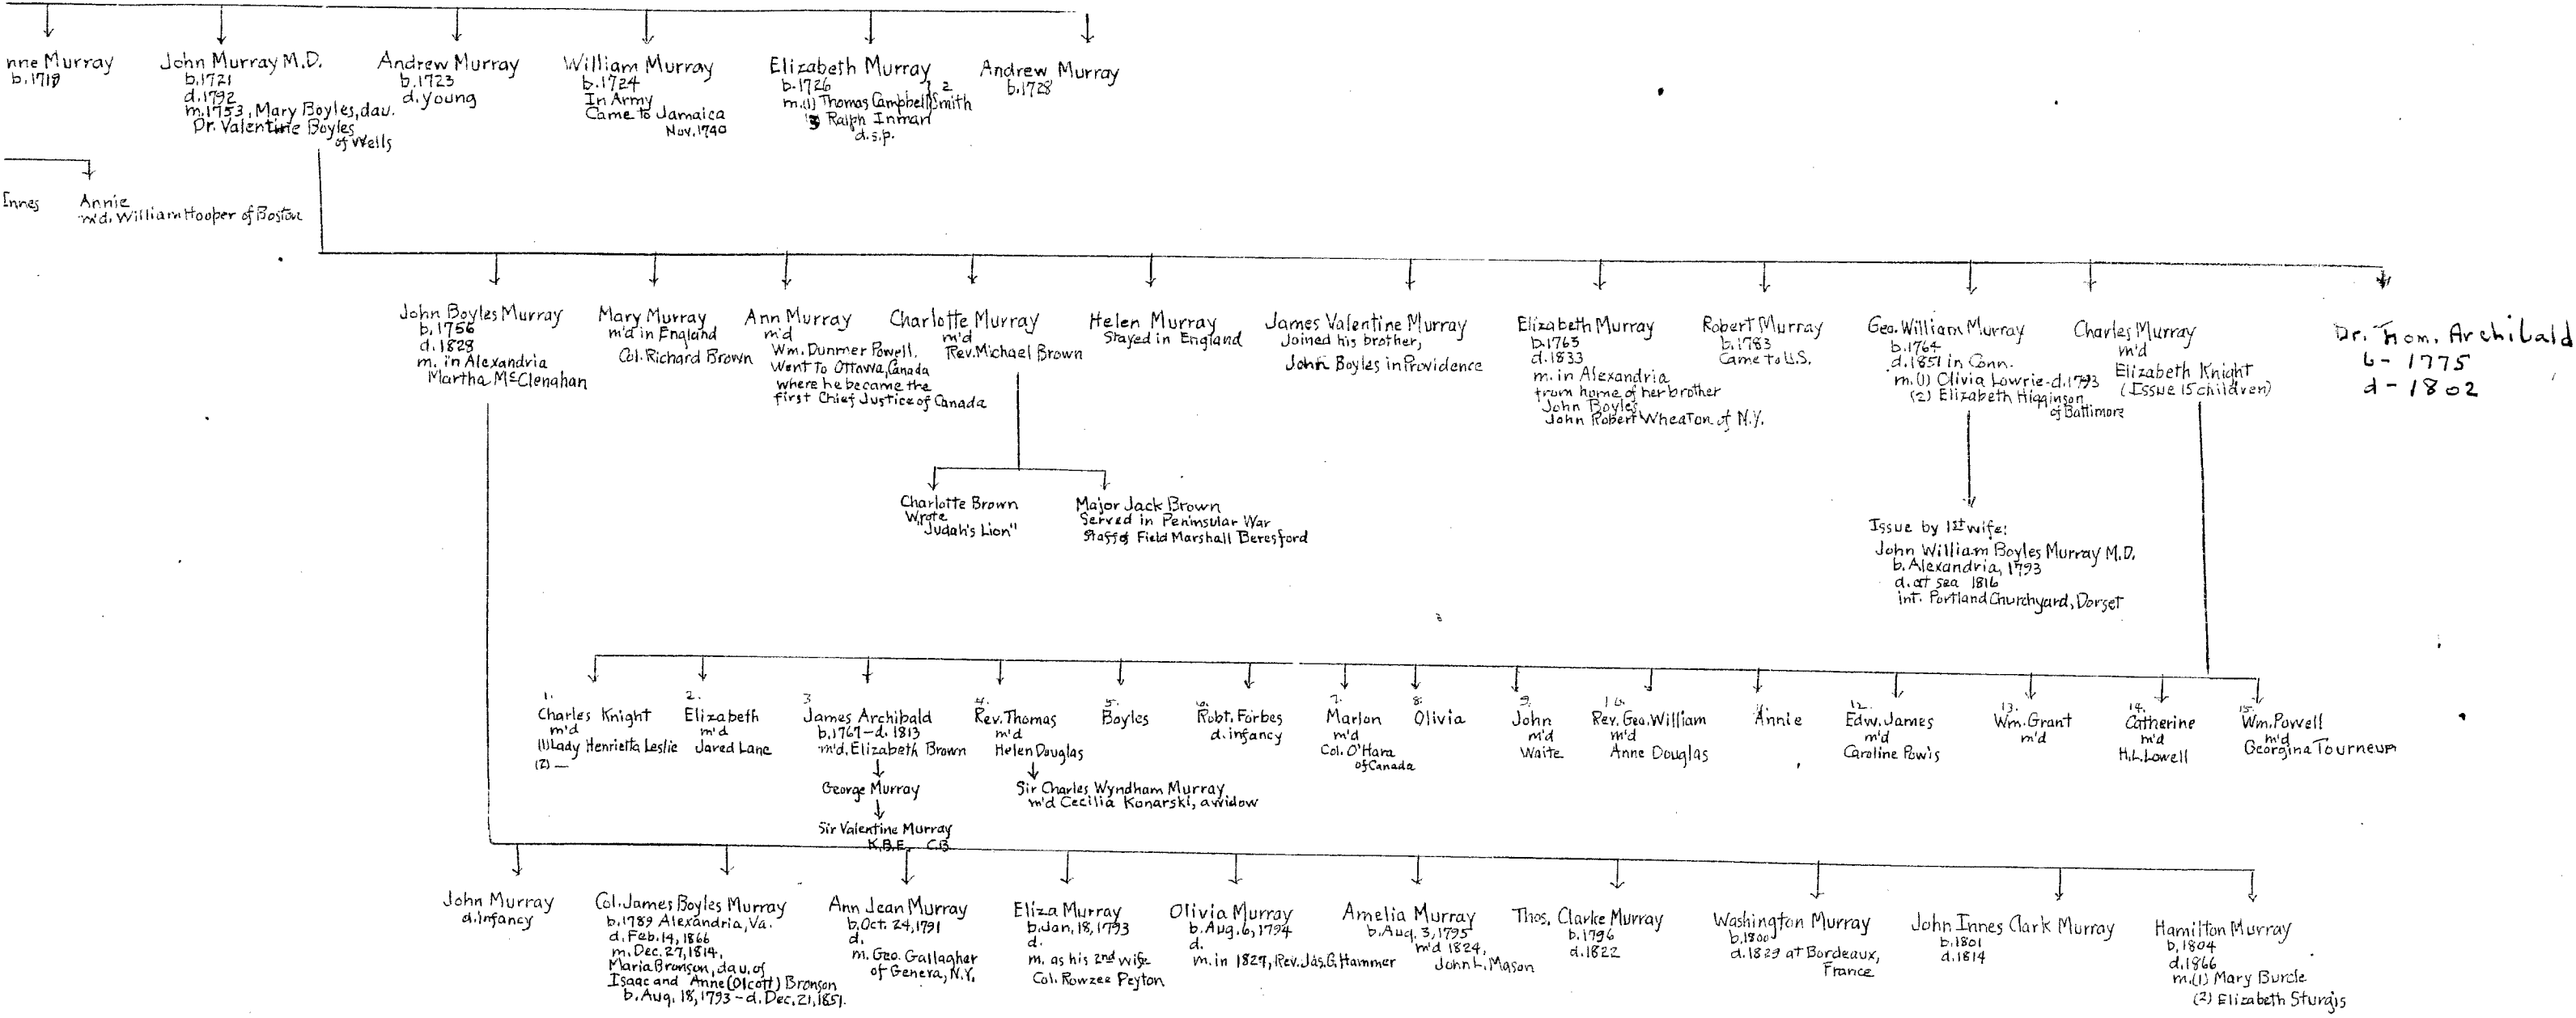 nne Murray
b.1719
John Murray M.D.
b.1721
d.1792
m.1753, Mary Boyles, dau.
Dr. Valentine Boyles
of Wells
Andrew Murray
b.1723
d.young
William Murray
b.1724
In Army
Came to Jamaica
Nov.1740
Elizabeth Murray
b.1726
2
m.(1) Thomas Campbell Smith
3 Ralph Inman
d.s.p.
Andrew Murray
b.1728
Innes
Annie
m'd. William Hooper of Boston
John Boyles Murray
b.1756
d.1828
m. in Alexandria
Martha McClenahan
Mary Murray
m'd in England
Col. Richard Brown
Ann Murray
m'd
Wm. Dunmer Powell.
Went to Ottawa, Canada
where he became the
first Chief Justice of Canada
Charlotte Murray
m'd
Rev. Michael Brown
Helen Murray
Stayed in England
James Valentine Murray
Joined his brother,
John Boyles in Providence
Elizabeth Murray
b.1765
d.1833
m. in Alexandria
from home of her brother
John Boyles
John Robert Wheaton of N.Y.
Robert Murray
b.1783
Came to U.S.
Geo. William Murray
b.1764
d.1851 in Conn.
m.(1) Olivia Lowrie-d.1793
(2) Elizabeth Higginson
of Baltimore
Charles Murray
m'd
Elizabeth Knight
(Issue 15 children)
Dr. Tom. Archibald
b- 1775
d- 1802
Charlotte Brown
Wrote
"Judah's Lion"
Major Jack Brown
Served in Peninsular War
Staff of Field Marshall Beresford
Issue by 1st wife:
John William Boyles Murray M.D.
b. Alexandria, 1793
d. at sea 1816
int. Portland Churchyard, Dorset
1.
Charles Knight
m'd
(1) Lady Henrietta Leslie
(2) —
2.
Elizabeth
m'd
Jared Lane
3
James Archibald
b.1767-d.1813
m'd. Elizabeth Brown
George Murray
Sir Valentine Murray
K.B.E. CB
4.
Rev. Thomas
m'd
Helen Douglas
Sir Charles Wyndham Murray
m'd Cecilia Konarski, a widow
5.
Boyles
6.
Robt. Forbes
d. infancy
7.
Marlon
m'd
Col. O'Hara
of Canada
8.
Olivia
9.
John
m'd
Waite
10.
Rev. Geo. William
m'd
Anne Douglas
Annie
12.
Edw. James
m'd
Caroline Powis
13.
Wm. Grant
m'd
14.
Catherine
m'd
H.L. Lowell
15.
Wm. Powell
m'd
Georgina Tourneur
John Murray
d. Infancy
Col. James Boyles Murray
b.1789 Alexandria, Va.
d. Feb. 14, 1866
m. Dec. 27, 1814,
Maria Bronson, dau. of
Isaac and Anne (Olcott) Bronson
b. Aug. 18, 1793 - d. Dec. 21, 1851.
Ann Jean Murray
b. Oct. 24, 1791
d.
m. Geo. Gallagher
of Geneva, N.Y.
Eliza Murray
b. Jan. 18, 1793
d.
m. as his 2nd wife
Col. Rowzee Peyton
Olivia Murray
b. Aug. 6, 1794
d.
m. in 1827, Rev. Jas. G. Hammer
Amelia Murray
b. Aug. 3, 1795
m'd 1824,
John L. Mason
Thos. Clarke Murray
b.1796
d.1822
Washington Murray
b.1800
d.1829 at Bordeaux,
France
John Innes Clark Murray
b.1801
d.1814
Hamilton Murray
b.1804
d.1866
m.(1) Mary Burcle
(2) Elizabeth Sturgis